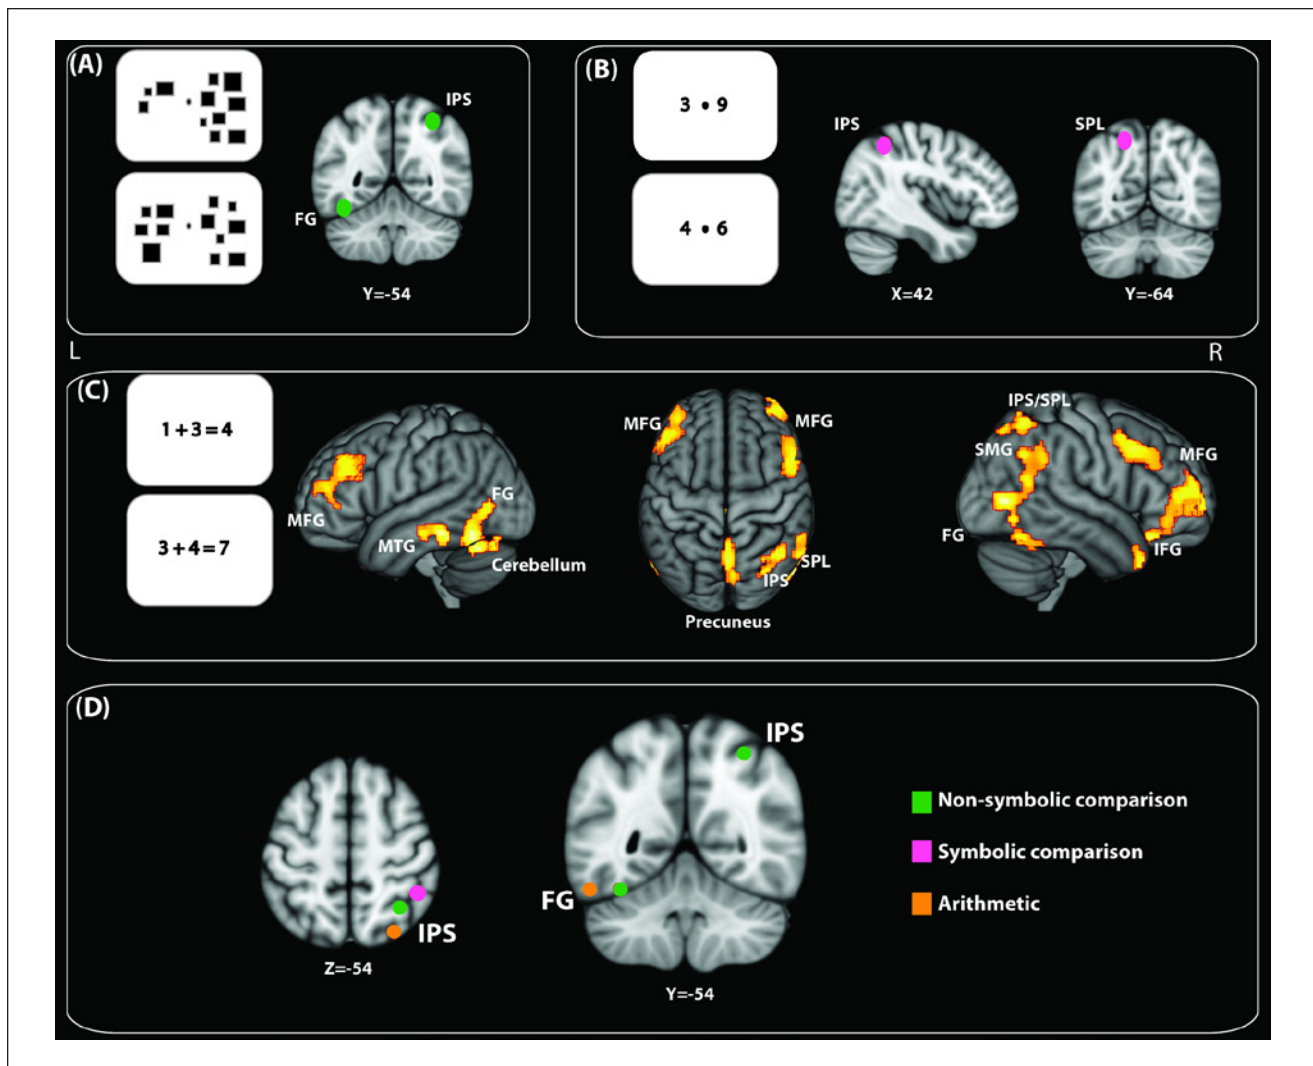 (A)
IPS
FG
Y=-54
(B)
3 • 9
4 • 6
IPS
X=42
SPL
Y=-64
L
R
(C)
1+3=4
3+4=7
MFG
MTG
FG
Cerebellum
MFG
MFG
SPL
IPS
Precuneus
IPS/SPL
SMG
MFG
FG
IFG
(D)
IPS
Z=-54
IPS
FG
Y=-54
Non-symbolic comparison
Symbolic comparison
Arithmetic